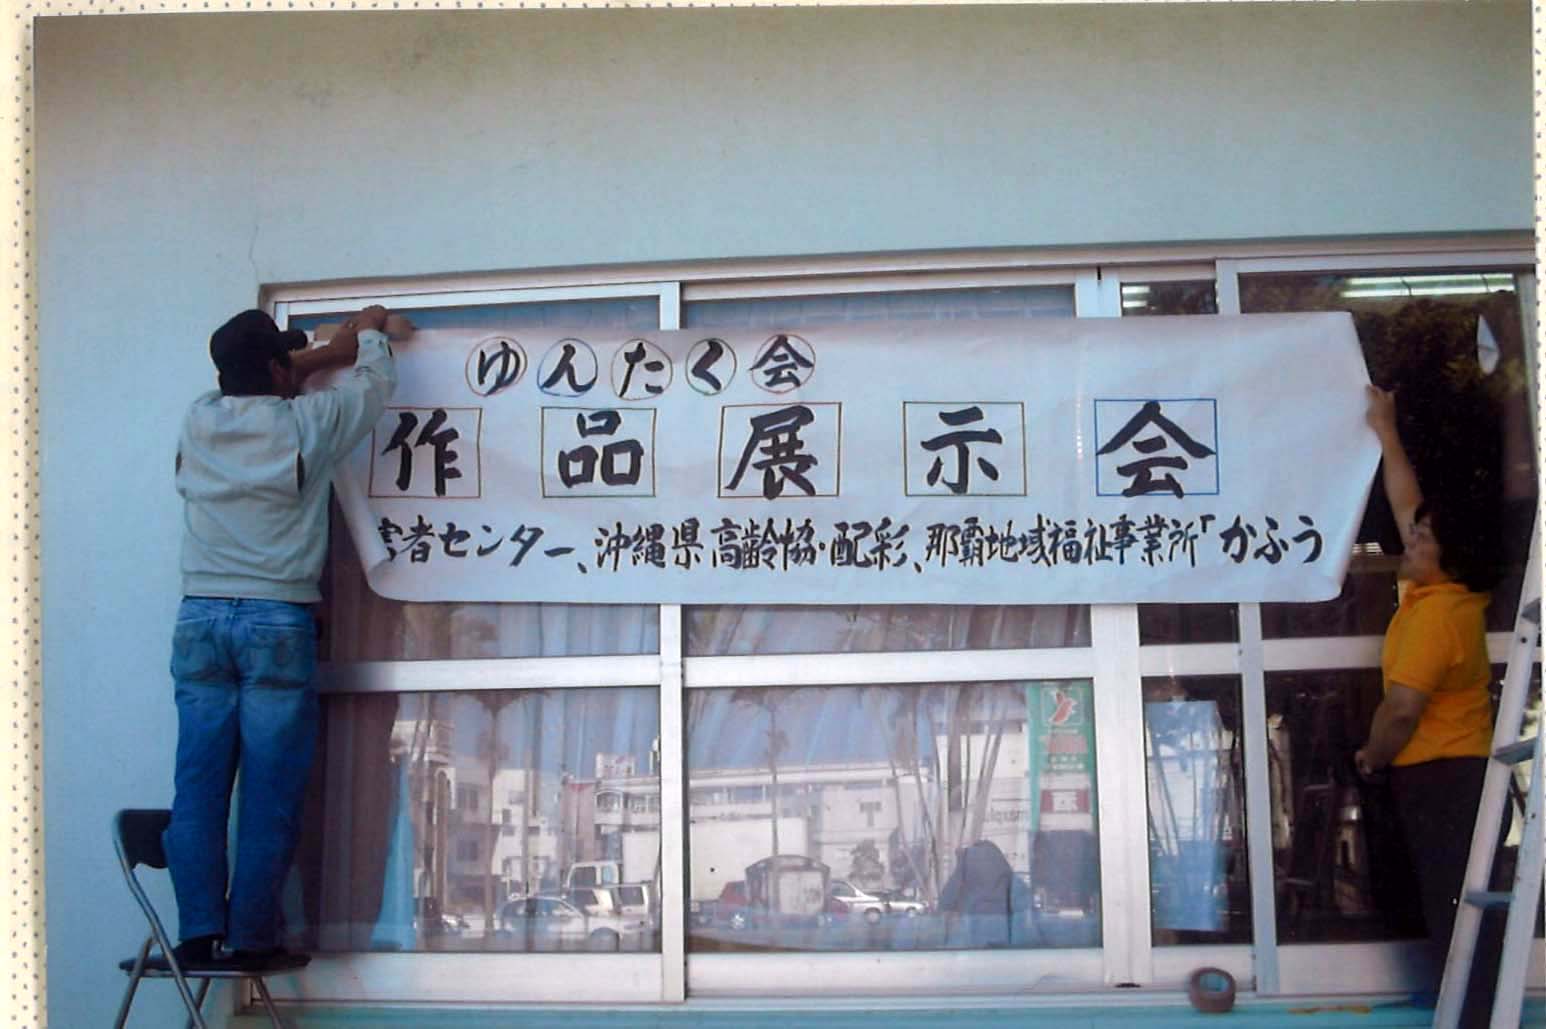 ゆんたく会
作品展示会
害者センター、沖縄県高齢協・配彩、那覇地域福祉事業所「かふう